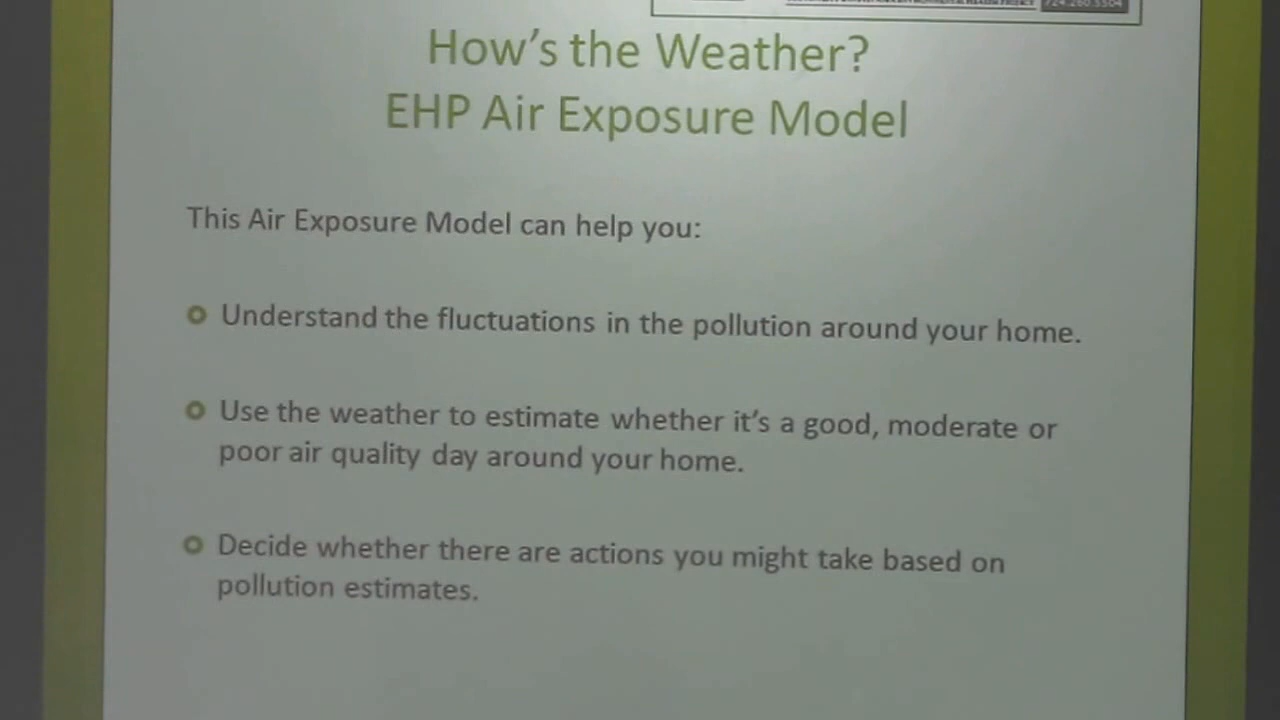 How's the Weather?
EHP Air Exposure Model
This Air Exposure Model can help you:
Understand the fluctuations in the pollution around your home.
Use the weather to estimate whether it's a good, moderate or
poor air quality day around your home.
Decide whether there are actions you might take based on
pollution estimates.